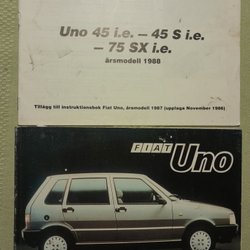 Uno 45 i.e. – 45 S i.e.
– 75 SX i.e.
årsmodell 1988
Tillägg till instruktionsbok Fiat Uno, årsmodell 1987 (upplaga November 1986)
FIAT Uno